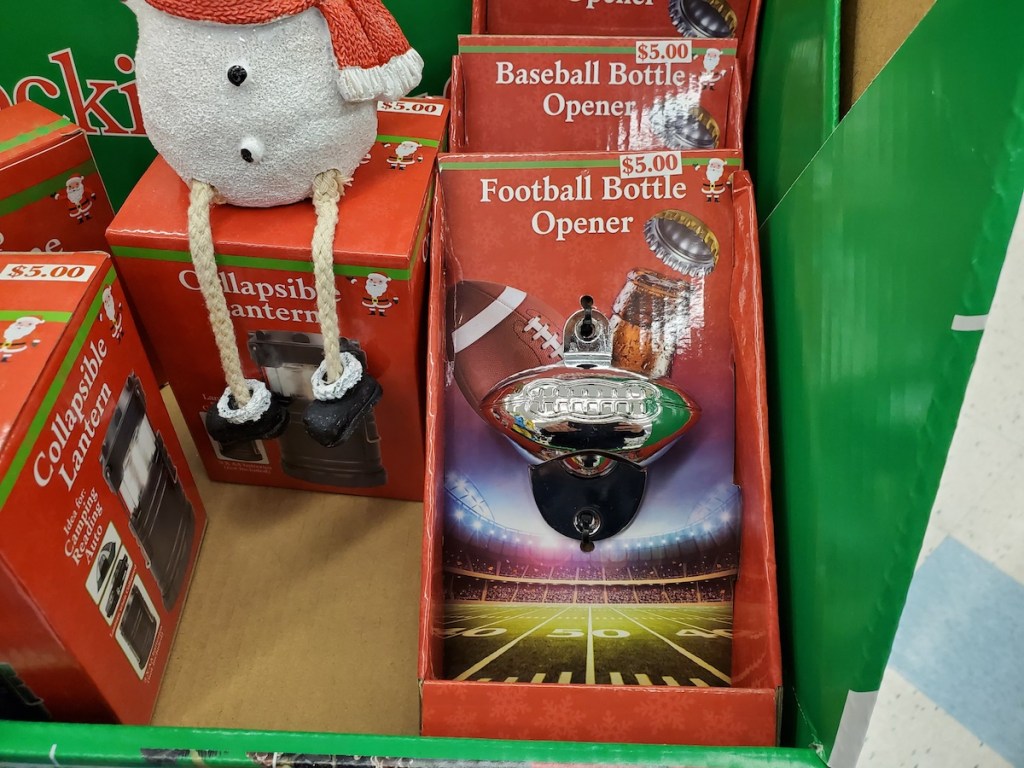 Opener
$5.00
Baseball Bottle
Opener
$5.00
Football Bottle
Opener
50
$5.00
Collapsible
Lantern
$5.00
Collapsible
Lantern
Idea for:
Camping
Reading
Auto
ocki